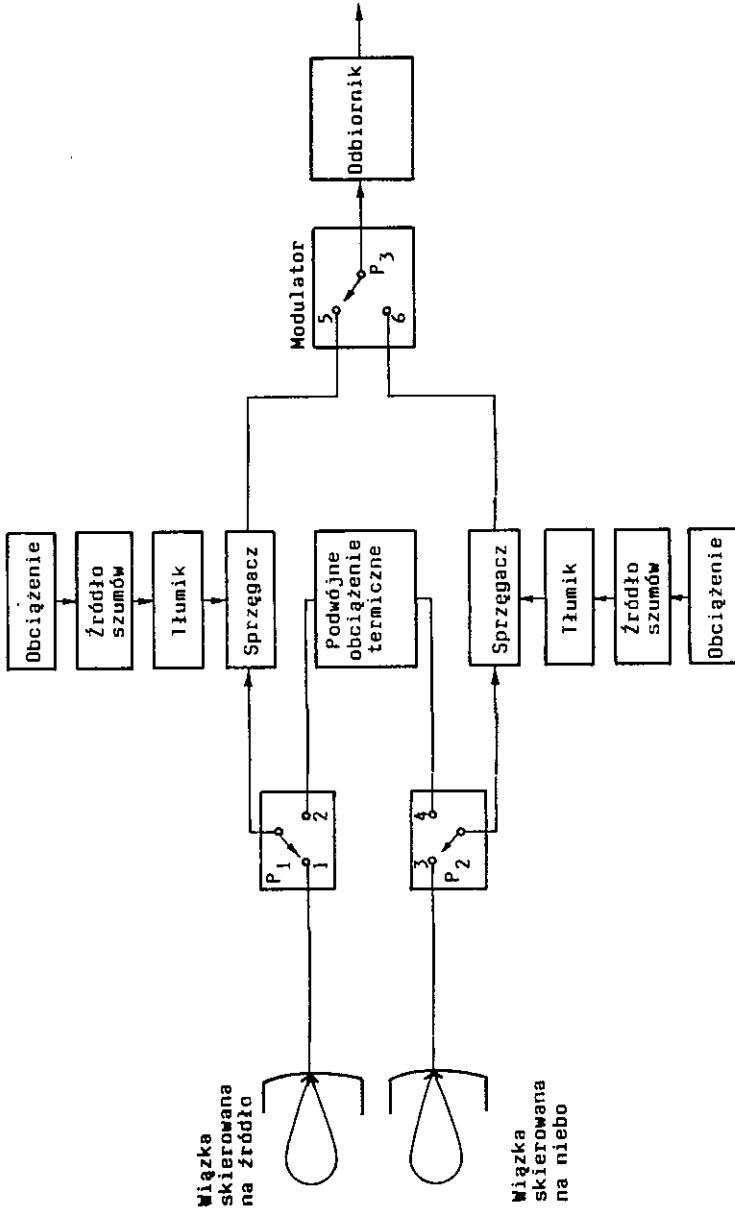 Wiązka
skierowana
na źródło
Wiązka
skierowana
na niebo
P1
1
2
3
4
P2
Obciążenie
Źródło
szumów
Tłumik
Sprzęgacz
Podwójne
obciążenie
termiczne
Sprzęgacz
Tłumik
Źródło
szumów
Obciążenie
Modulator
5
P3
6
Odbiornik